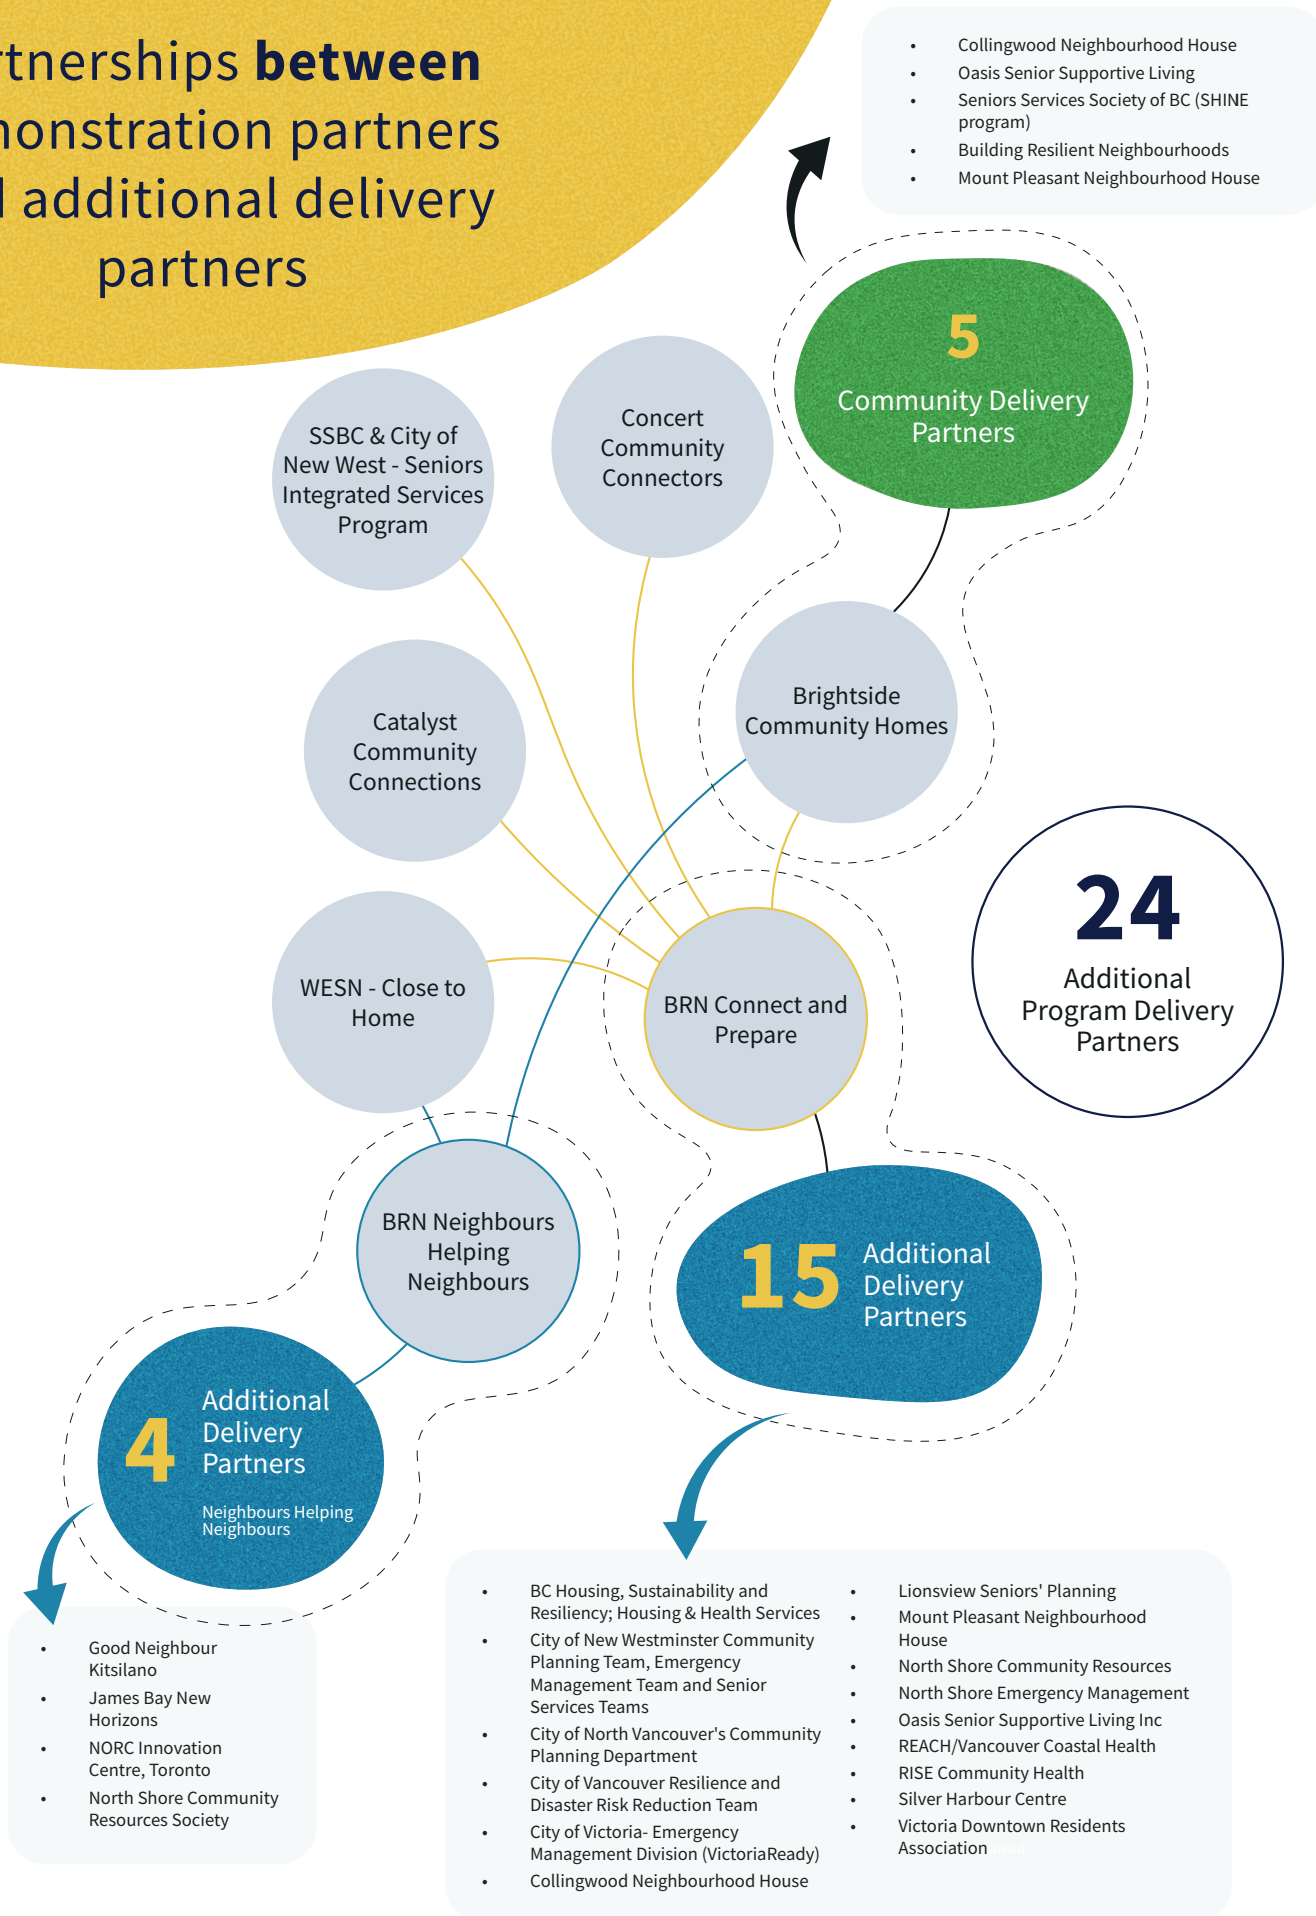 rtnerships between
onstration partners
additional delivery
partners
• Collingwood Neighbourhood House
• Oasis Senior Supportive Living
• Seniors Services Society of BC (SHINE
program)
• Building Resilient Neighbourhoods
• Mount Pleasant Neighbourhood House
5
Community Delivery
Partners
SSBC & City of
New West - Seniors
Integrated Services
Program
Concert
Community
Connectors
Catalyst
Community
Connections
Brightside
Community Homes
WESN - Close to
Home
BRN Connect and
Prepare
24
Additional
Program Delivery
Partners
BRN Neighbours
Helping
Neighbours
15
Additional
Delivery
Partners
4
Additional
Delivery
Partners
Neighbours Helping
Neighbours
• Good Neighbour
Kitsilano
• James Bay New
Horizons
• NORC Innovation
Centre, Toronto
• North Shore Community
Resources Society
• BC Housing, Sustainability and
Resiliency; Housing & Health Services
• City of New Westminster Community
Planning Team, Emergency
Management Team and Senior
Services Teams
• City of North Vancouver's Community
Planning Department
• City of Vancouver Resilience and
Disaster Risk Reduction Team
• City of Victoria- Emergency
Management Division (VictoriaReady)
• Collingwood Neighbourhood House
• Lionsview Seniors' Planning
• Mount Pleasant Neighbourhood
House
• North Shore Community Resources
• North Shore Emergency Management
• Oasis Senior Supportive Living Inc
• REACH/Vancouver Coastal Health
• RISE Community Health
• Silver Harbour Centre
• Victoria Downtown Residents
Association